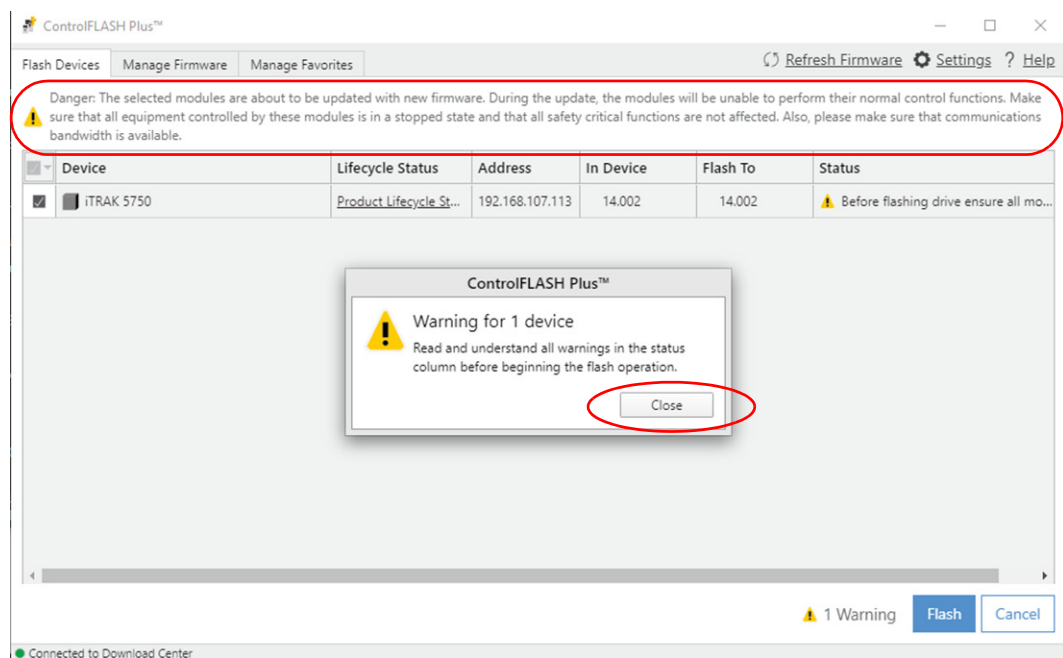 ControlFLASH Plus™
Flash Devices Manage Firmware Manage Favorites Refresh Firmware Settings ? Help
Danger: The selected modules are about to be updated with new firmware. During the update, the modules will be unable to perform their normal control functions. Make
sure that all equipment controlled by these modules is in a stopped state and that all safety critical functions are not affected. Also, please make sure that communications
bandwidth is available.
Device Lifecycle Status Address In Device Flash To Status
iTRAK 5750 Product Lifecycle St... 192.168.107.113 14.002 14.002 Before flashing drive ensure all mo...
ControlFLASH Plus™
Warning for 1 device
Read and understand all warnings in the status
column before beginning the flash operation.
Close
1 Warning Flash Cancel
Connected to Download Center